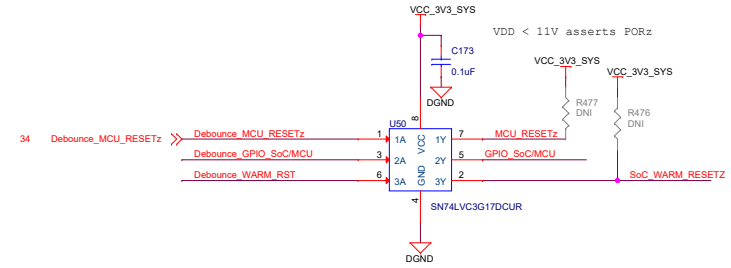 VCC_3V3_SYS
VDD < 11V asserts PORz
C173
0.1uF
DGND
VCC_3V3_SYS
VCC_3V3_SYS
R477
DNI
R476
DNI
8
U50
34 Debounce_MCU_RESETz Debounce_MCU_RESETz 1 1A VCC 1Y 7 MCU_RESETz
Debounce_GPIO_SoC/MCU 3 2A 2Y 5 GPIO_SoC/MCU
Debounce_WARM_RST 6 3A GND 3Y 2 SoC_WARM_RESETZ
4
SN74LVC3G17DCUR
DGND